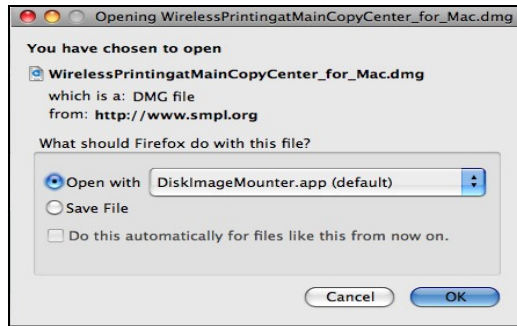 Opening WirelessPrintingatMainCopyCenter_for_Mac.dmg
You have chosen to open
WirelessPrintingatMainCopyCenter_for_Mac.dmg
which is a: DMG file
from: http://www.smpl.org
What should Firefox do with this file?
Open with DiskImageMounter.app (default)
Save File
Do this automatically for files like this from now on.
Cancel OK